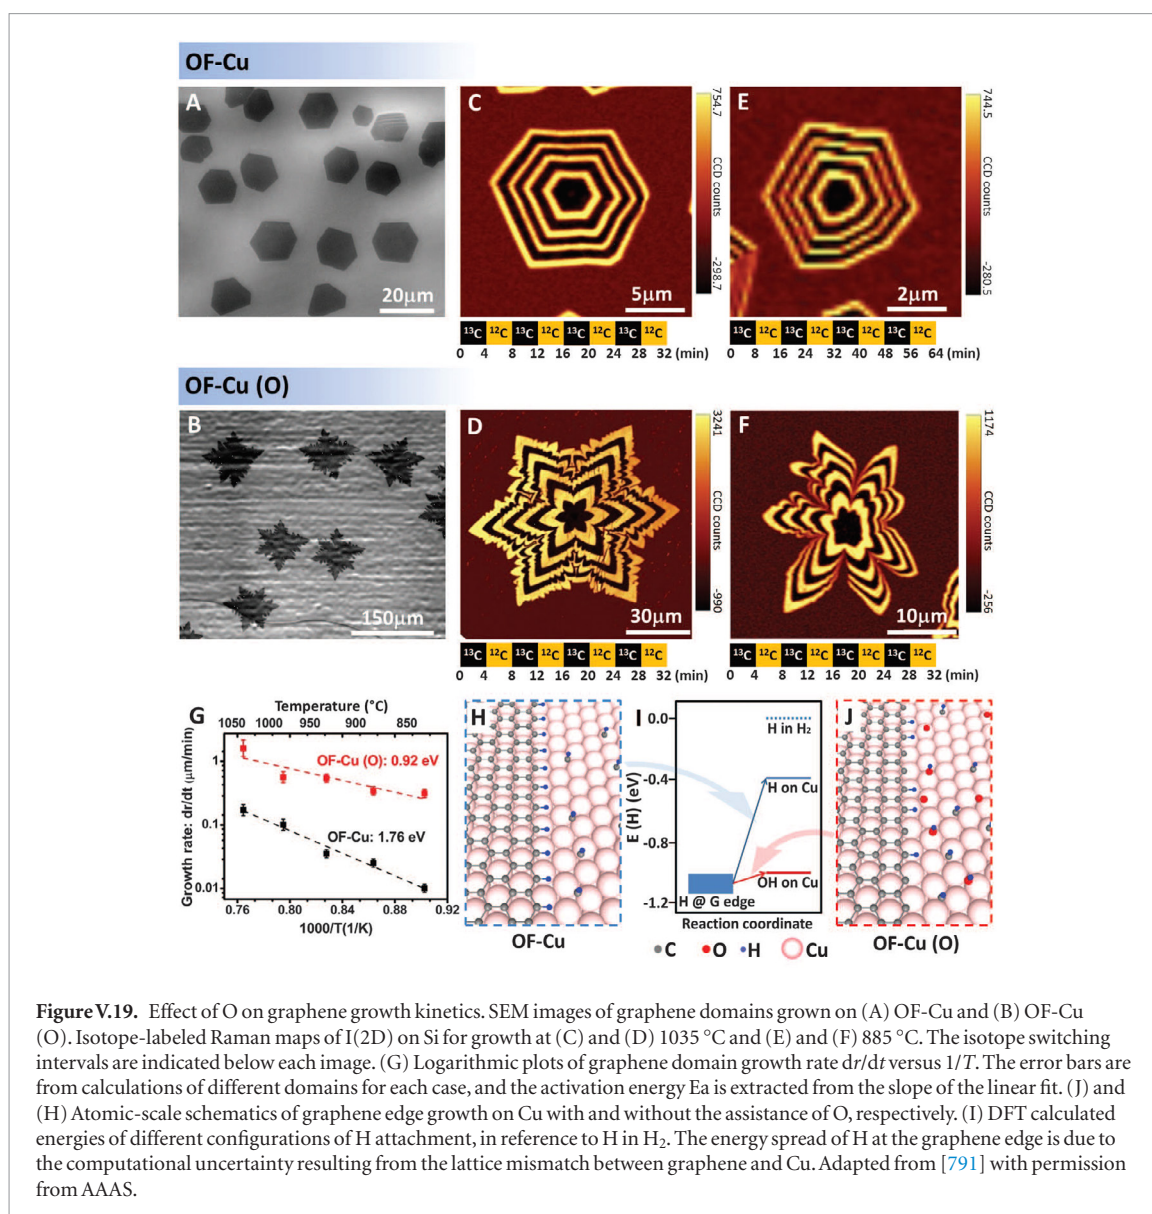 OF-Cu
A
20μm
C
5μm
754.7
CCD counts
-298.7
¹³C ¹²C ¹³C ¹²C ¹³C ¹²C ¹³C ¹²C
0 4 8 12 16 20 24 28 32 (min)
E
2μm
744.5
CCD counts
-280.5
¹³C ¹²C ¹³C ¹²C ¹³C ¹²C ¹³C ¹²C
0 8 16 24 32 40 48 56 64 (min)
OF-Cu (O)
B
150μm
D
30μm
3241
CCD counts
-990
¹³C ¹²C ¹³C ¹²C ¹³C ¹²C ¹³C ¹²C
0 4 8 12 16 20 24 28 32 (min)
F
10μm
1174
CCD counts
-256
¹³C ¹²C ¹³C ¹²C ¹³C ¹²C ¹³C ¹²C
0 4 8 12 16 20 24 28 32 (min)
G
Temperature (°C)
1040 980 930 880 850
Growth rate: dr/dt (μm/min)
1
0.1
0.01
OF-Cu (O): 0.92 eV
OF-Cu: 1.76 eV
0.76 0.80 0.84 0.88 0.92
1000/T(1/K)
H
OF-Cu
I
E (H) (eV)
0.0
-0.4
-0.8
-1.2
H in H₂
H on Cu
OH on Cu
H @ G edge
Reaction coordinate
J
OF-Cu (O)
C O H Cu
Figure V.19. Effect of O on graphene growth kinetics. SEM images of graphene domains grown on (A) OF-Cu and (B) OF-Cu
(O). Isotope-labeled Raman maps of I(2D) on Si for growth at (C) and (D) 1035 °C and (E) and (F) 885 °C. The isotope switching
intervals are indicated below each image. (G) Logarithmic plots of graphene domain growth rate dr/dt versus 1/T. The error bars are
from calculations of different domains for each case, and the activation energy Ea is extracted from the slope of the linear fit. (J) and
(H) Atomic-scale schematics of graphene edge growth on Cu with and without the assistance of O, respectively. (I) DFT calculated
energies of different configurations of H attachment, in reference to H in H₂. The energy spread of H at the graphene edge is due to
the computational uncertainty resulting from the lattice mismatch between graphene and Cu. Adapted from [791] with permission
from AAAS.